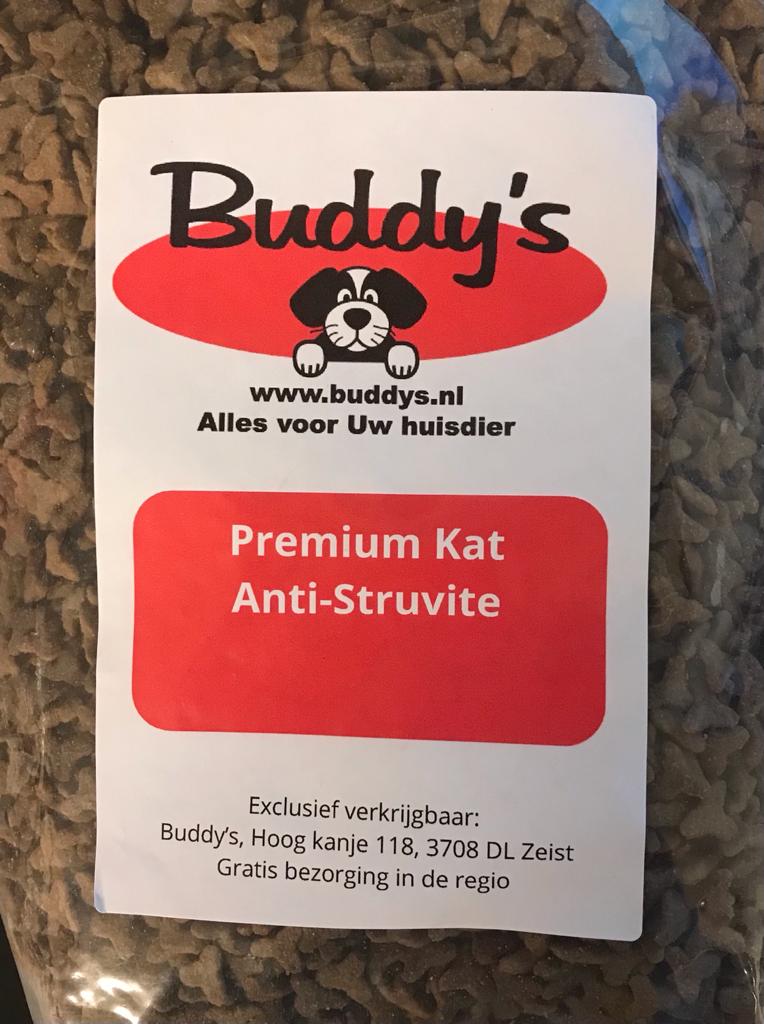 Buddy's
www.buddys.nl
Alles voor Uw huisdier
Premium Kat
Anti-Struvite
Exclusief verkrijgbaar:
Buddy's, Hoog kanje 118, 3708 DL Zeist
Gratis bezorging in de regio